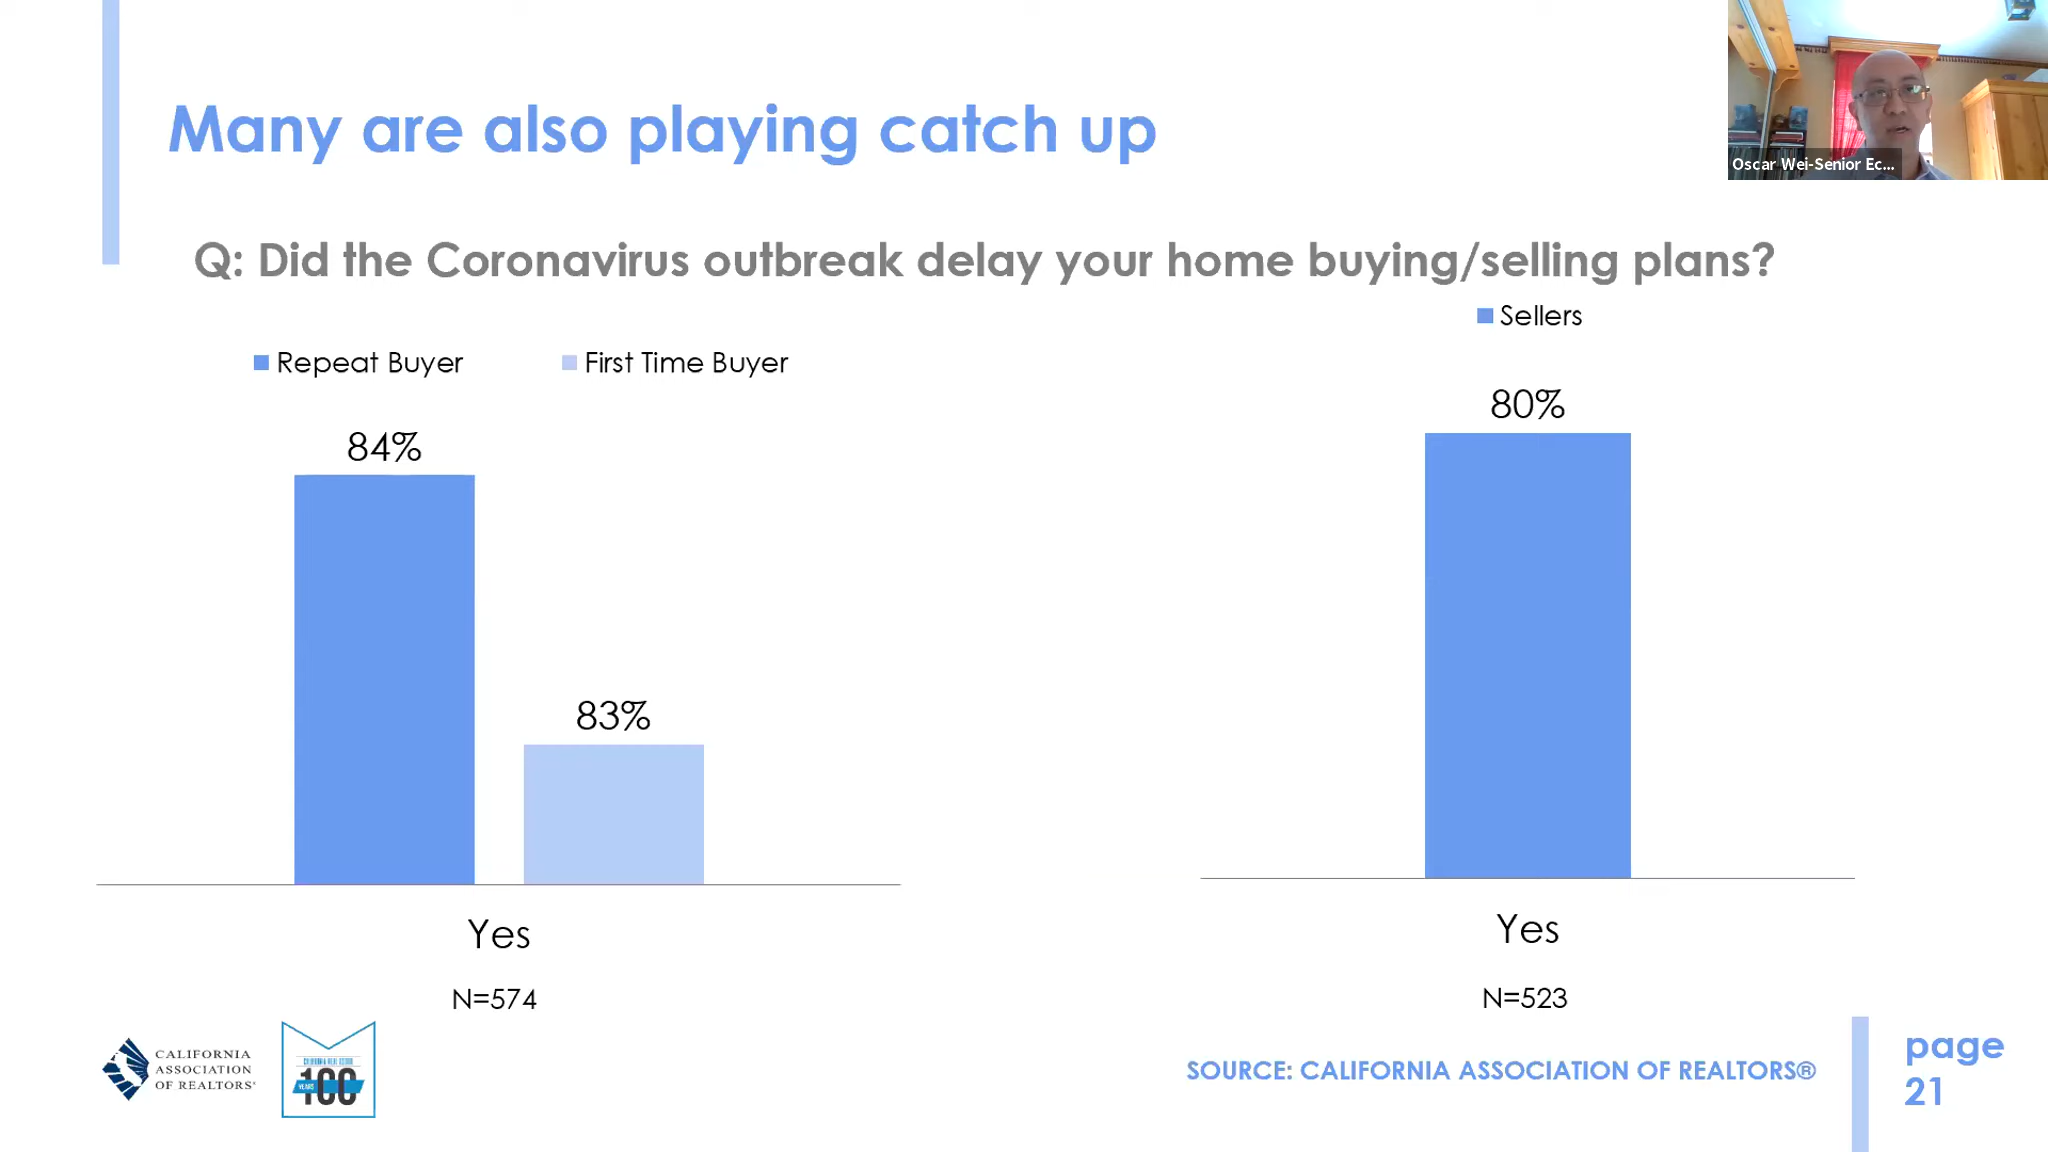 Many are also playing catch up
Oscar Wei-Senior Ec...
Q: Did the Coronavirus outbreak delay your home buying/selling plans?
Repeat Buyer
First Time Buyer
84%
83%
Yes
N=574
Sellers
80%
Yes
N=523
CALIFORNIA
ASSOCIATION
OF REALTORS®
100
YEARS
SOURCE: CALIFORNIA ASSOCIATION OF REALTORS®
page
21